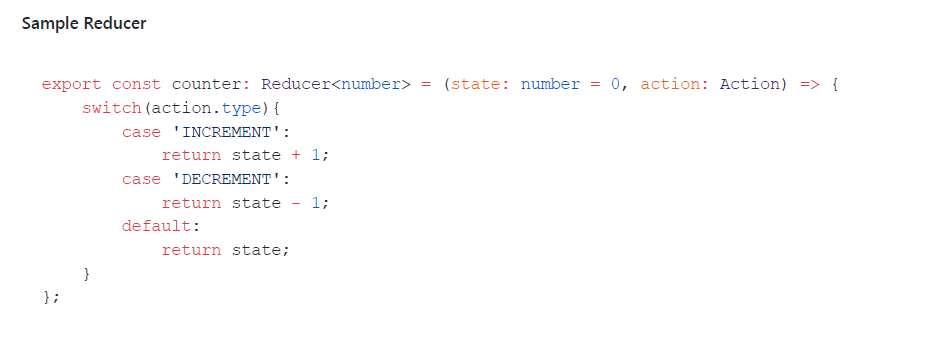 Sample Reducer
export const counter: Reducer<number> = (state: number = 0, action: Action) => {
    switch(action.type){
        case 'INCREMENT':
            return state + 1;
        case 'DECREMENT':
            return state - 1;
        default:
            return state;
    }
};